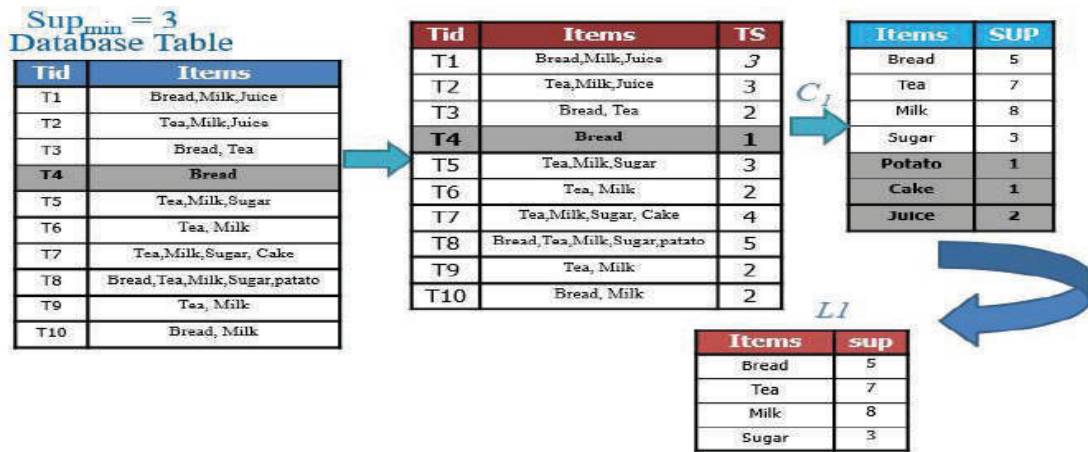 Sup_min = 3
Database Table
Tid Items
T1 Bread,Milk,Juice
T2 Tea,Milk,Juice
T3 Bread, Tea
T4 Bread
T5 Tea,Milk,Sugar
T6 Tea, Milk
T7 Tea,Milk,Sugar, Cake
T8 Bread,Tea,Milk,Sugar,patato
T9 Tea, Milk
T10 Bread, Milk
Tid Items TS
T1 Bread,Milk,Juice 3
T2 Tea,Milk,Juice 3
T3 Bread, Tea 2
T4 Bread 1
T5 Tea,Milk,Sugar 3
T6 Tea, Milk 2
T7 Tea,Milk,Sugar, Cake 4
T8 Bread,Tea,Milk,Sugar,patato 5
T9 Tea, Milk 2
T10 Bread, Milk 2
C1
Items SUP
Bread 5
Tea 7
Milk 8
Sugar 3
Potato 1
Cake 1
Juice 2
L1
Items sup
Bread 5
Tea 7
Milk 8
Sugar 3